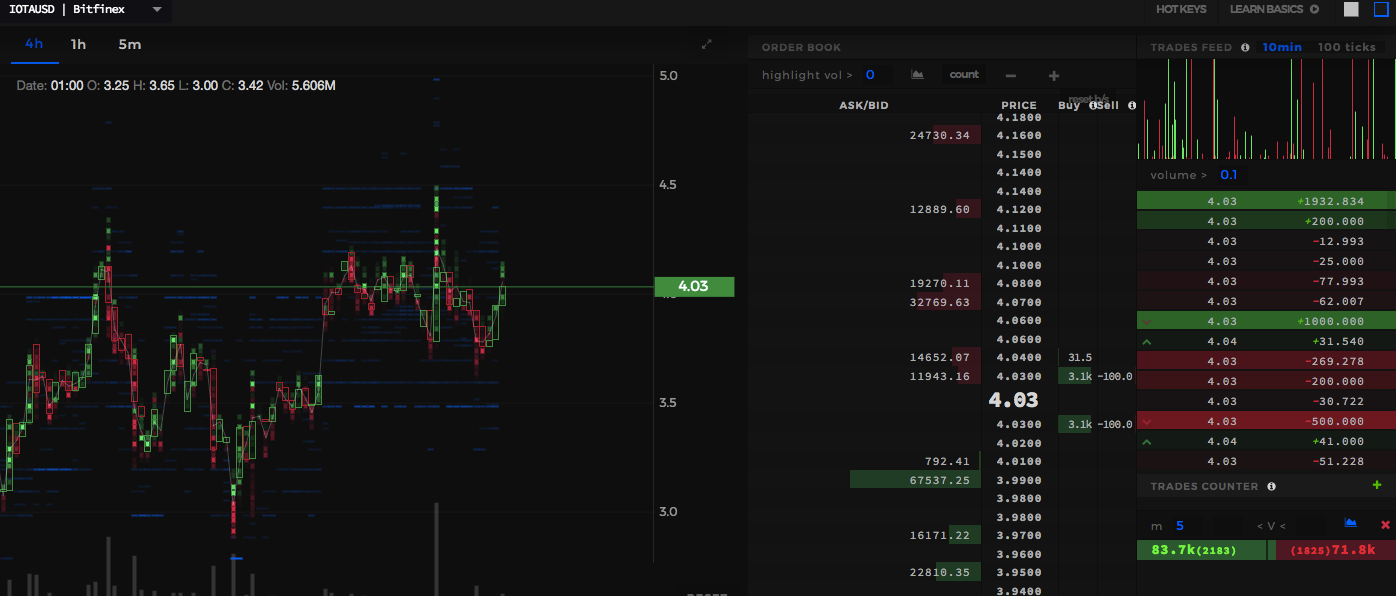 IOTAUSD | Bitfinex
HOT KEYS LEARN BASICS
4h 1h 5m
Date: 01:00 O: 3.25 H: 3.65 L: 3.00 C: 3.42 Vol: 5.606M
5.0
4.5
4.03
3.5
3.0
ORDER BOOK
highlight vol > 0 count − +
reset b/s
ASK/BID PRICE Buy Sell
4.1800
24730.34 4.1600
4.1500
4.1400
4.1400
12889.60 4.1200
4.1100
4.1000
4.1000
19270.11 4.0800
32769.63 4.0700
4.0600
4.0600
14652.07 4.0400 31.5
11943.16 4.0300 3.1k -100.0
4.03
4.0300 3.1k -100.0
4.0200
792.41 4.0100
67537.25 3.9900
3.9800
3.9800
16171.22 3.9700
3.9600
22810.35 3.9500
3.9400
TRADES FEED 10min 100 ticks
volume > 0.1
4.03 +1932.834
4.03 +200.000
4.03 -12.993
4.03 -25.000
4.03 -77.993
4.03 -62.007
4.03 +1000.000
4.04 +31.540
4.03 -269.278
4.03 -200.000
4.03 -30.722
4.03 -500.000
4.04 +41.000
4.03 -51.228
TRADES COUNTER +
m 5 < V <
83.7k(2183) (1825)71.8k